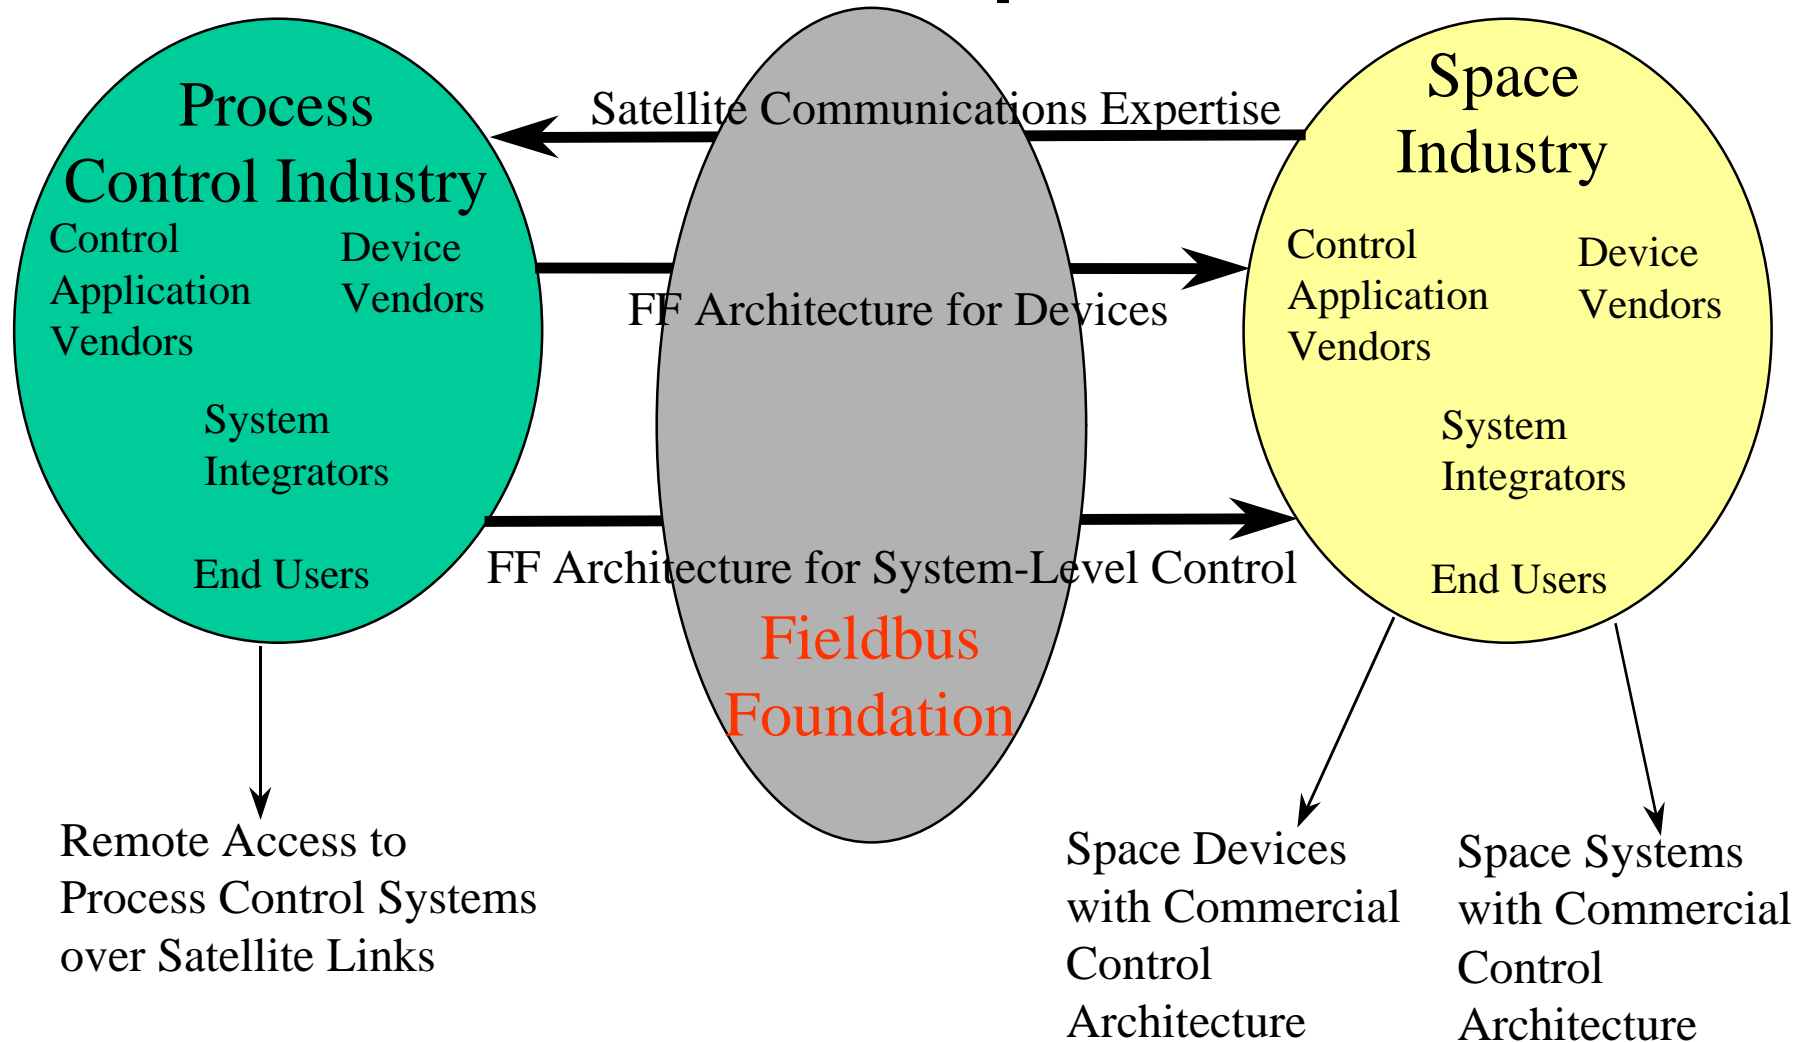 Process
Control Industry
Control
Application
Vendors
Device
Vendors
System
Integrators
End Users
Satellite Communications Expertise
FF Architecture for Devices
FF Architecture for System-Level Control
Fieldbus
Foundation
Space
Industry
Control
Application
Vendors
Device
Vendors
System
Integrators
End Users
Remote Access to
Process Control Systems
over Satellite Links
Space Devices
with Commercial
Control
Architecture
Space Systems
with Commercial
Control
Architecture